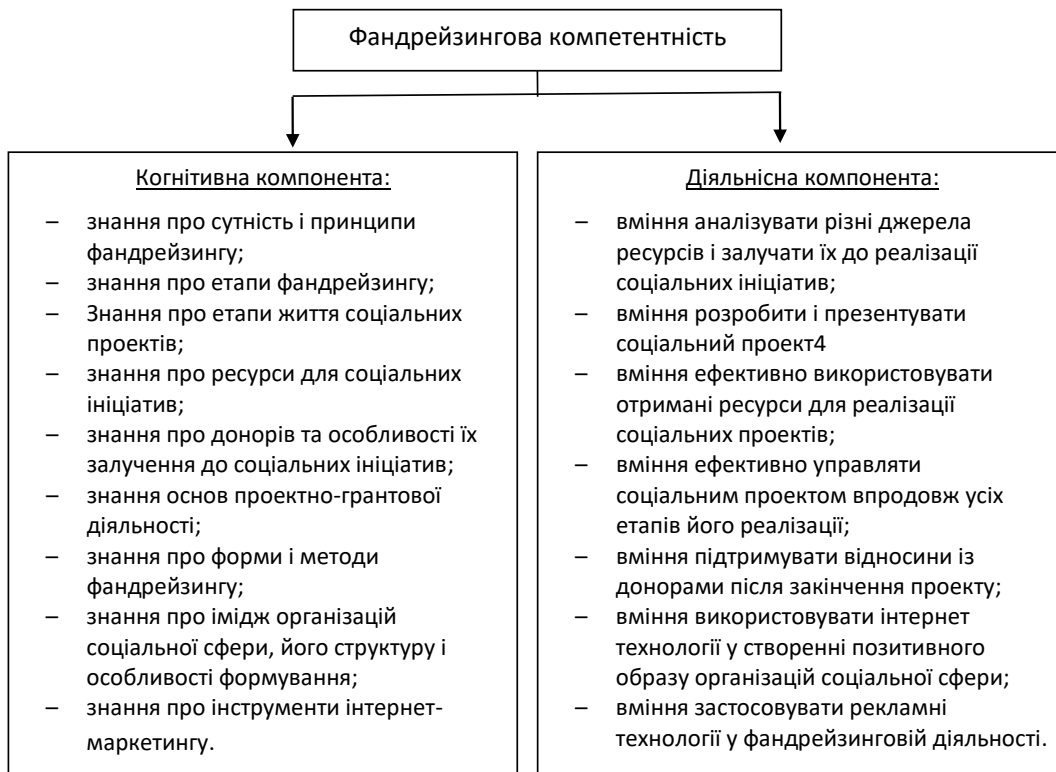 Фандрейзингова компетентність
Когнітивна компонента:
– знання про сутність і принципи
фандрейзингу;
– знання про етапи фандрейзингу;
– Знання про етапи життя соціальних
проектів;
– знання про ресурси для соціальних
ініціатив;
– знання про донорів та особливості їх
залучення до соціальних ініціатив;
– знання основ проектно-грантової
діяльності;
– знання про форми і методи
фандрейзингу;
– знання про імідж організацій
соціальної сфери, його структуру і
особливості формування;
– знання про інструменти інтернет-
маркетингу.
Діяльнісна компонента:
– вміння аналізувати різні джерела
ресурсів і залучати їх до реалізації
соціальних ініціатив;
– вміння розробити і презентувати
соціальний проект4
– вміння ефективно використовувати
отримані ресурси для реалізації
соціальних проектів;
– вміння ефективно управляти
соціальним проектом впродовж усіх
етапів його реалізації;
– вміння підтримувати відносини із
донорами після закінчення проекту;
– вміння використовувати інтернет
технології у створенні позитивного
образу організацій соціальної сфери;
– вміння застосовувати рекламні
технології у фандрейзинговій діяльності.